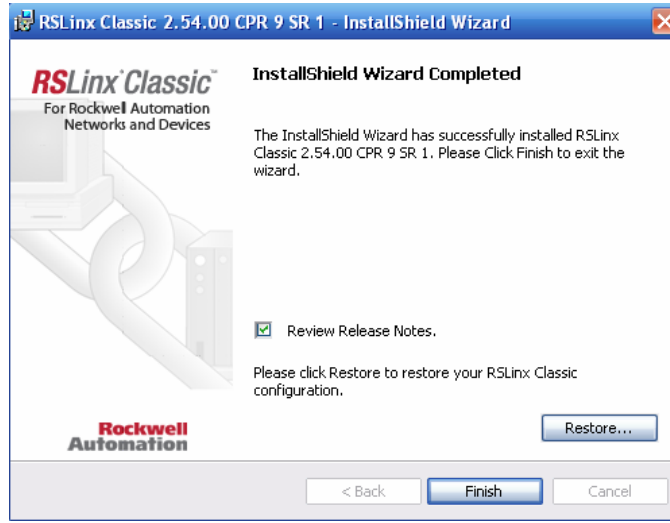 RSLinx Classic 2.54.00 CPR 9 SR 1 - InstallShield Wizard
RSLinx Classic™
For Rockwell Automation
Networks and Devices
InstallShield Wizard Completed
The InstallShield Wizard has successfully installed RSLinx
Classic 2.54.00 CPR 9 SR 1. Please Click Finish to exit the
wizard.
Review Release Notes.
Please click Restore to restore your RSLinx Classic
configuration.
Rockwell
Automation
Restore...
< Back
Finish
Cancel